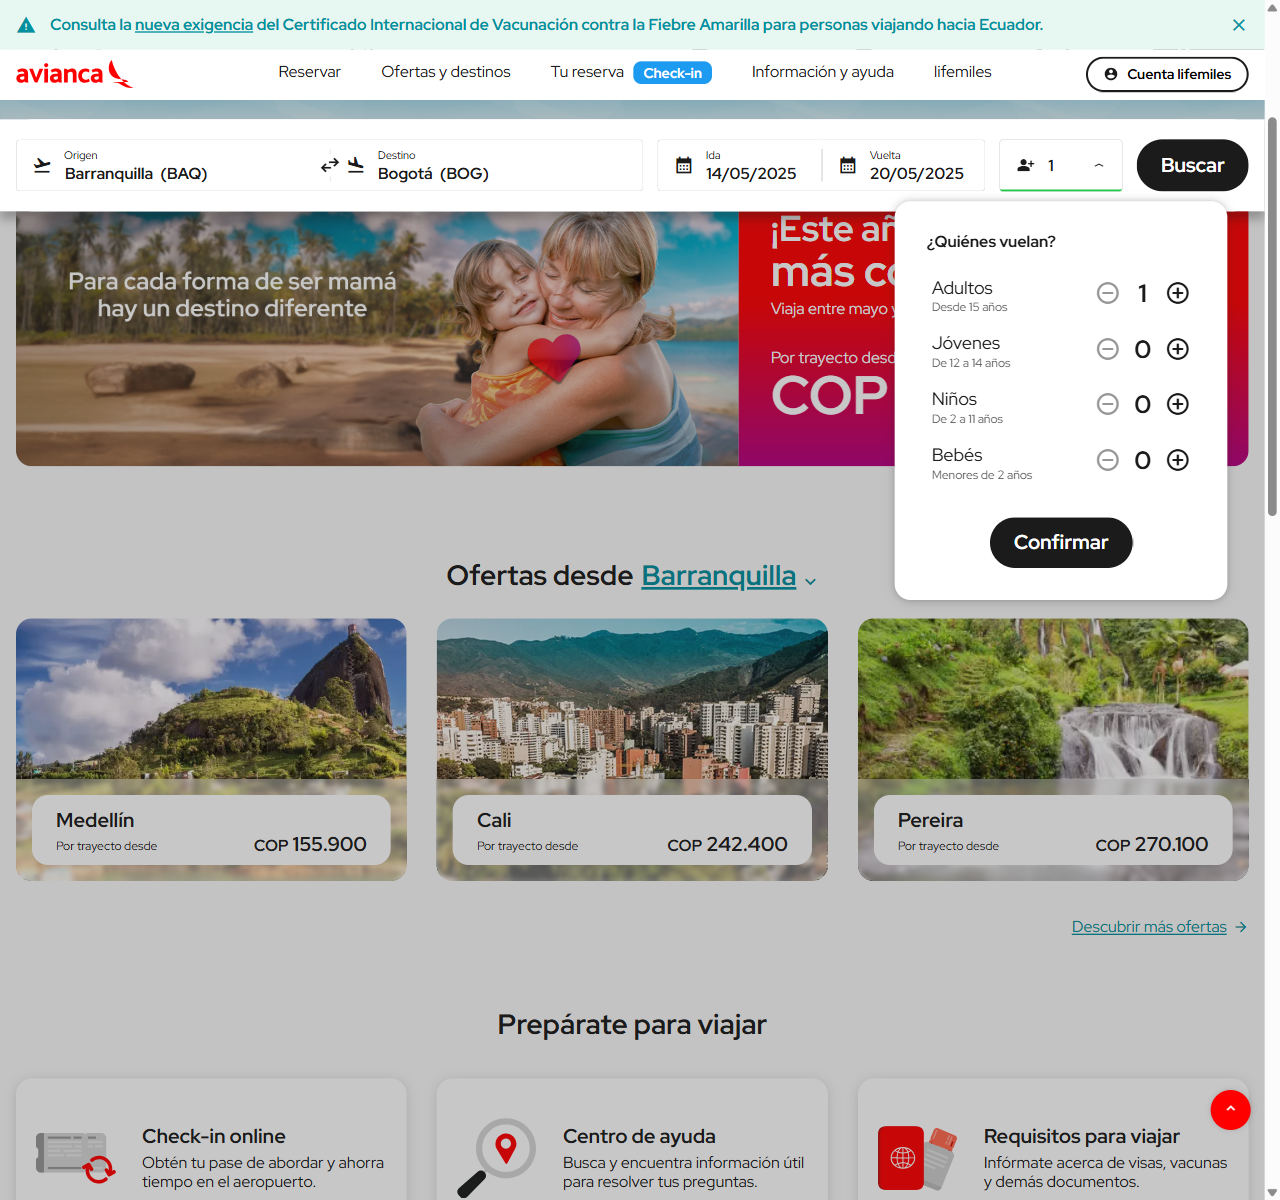 Consulta la nueva exigencia del Certificado Internacional de Vacunación contra la Fiebre Amarilla para personas viajando hacia Ecuador.
avianca
Reservar
Ofertas y destinos
Tu reserva
Check-in
Información y ayuda
lifemiles
Cuenta lifemiles
Origen
Barranquilla (BAQ)
Destino
Bogotá (BOG)
Ida
14/05/2025
Vuelta
20/05/2025
1
Buscar
Para cada forma de ser mamá
hay un destino diferente
¡Este añ
más co
Viaja entre mayo y
Por trayecto desd
COP
¿Quiénes vuelan?
Adultos
Desde 15 años
1
Jóvenes
De 12 a 14 años
0
Niños
De 2 a 11 años
0
Bebés
Menores de 2 años
0
Confirmar
Ofertas desde Barranquilla
Medellín
Por trayecto desde
COP 155.900
Cali
Por trayecto desde
COP 242.400
Pereira
Por trayecto desde
COP 270.100
Descubrir más ofertas
Prepárate para viajar
Check-in online
Obtén tu pase de abordar y ahorra
tiempo en el aeropuerto.
Centro de ayuda
Busca y encuentra información útil
para resolver tus preguntas.
Requisitos para viajar
Infórmate acerca de visas, vacunas
y demás documentos.